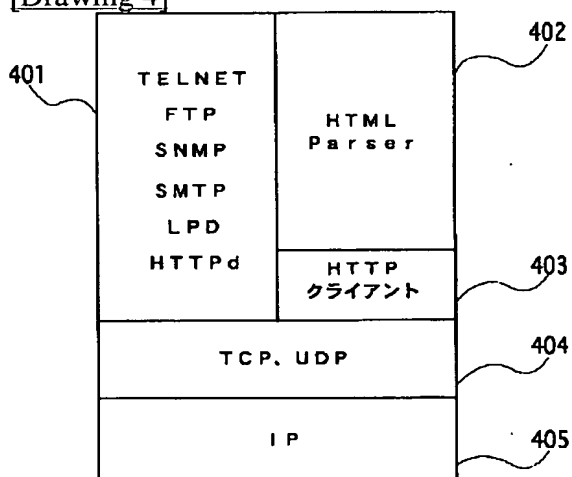 [Drawing 4]
401
TELNET
FTP
SNMP
SMTP
LPD
HTTPd
402
HTML
Parser
HTTP
クライアント
403
TCP、UDP
404
IP
405